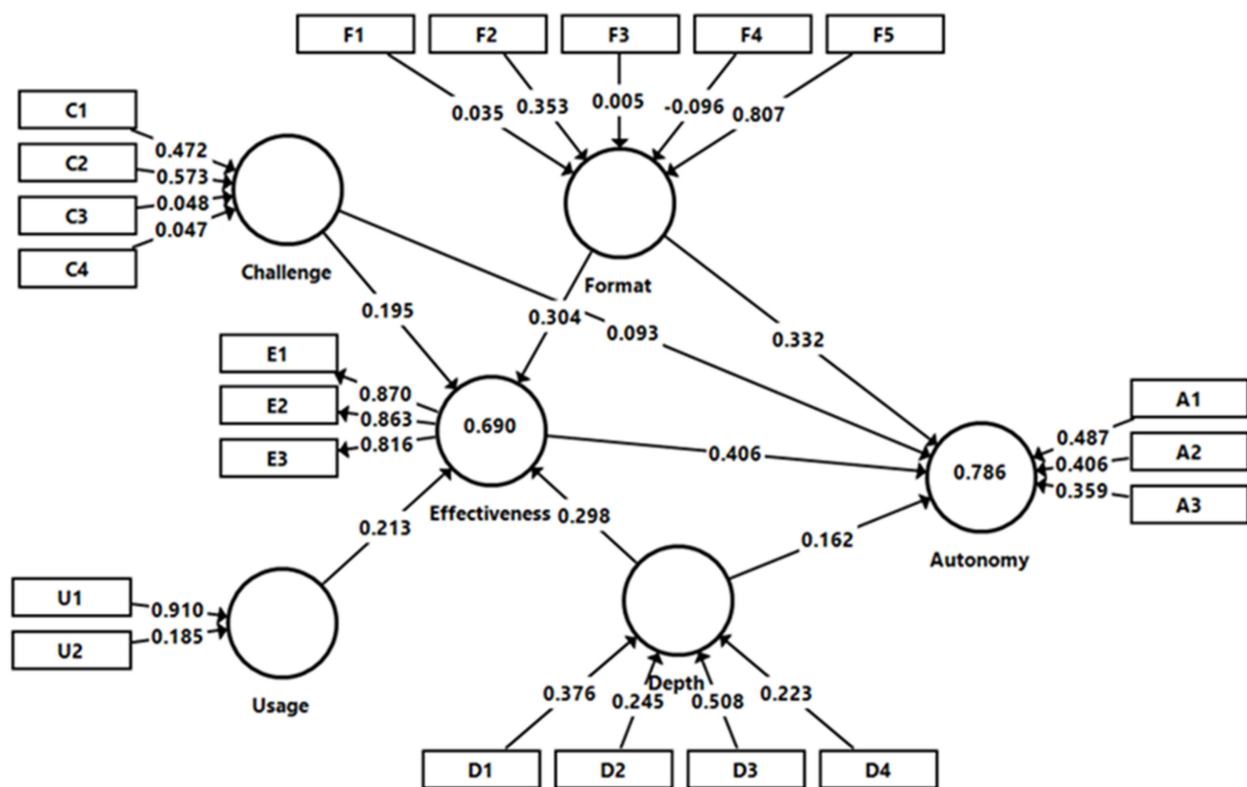 F1 F2 F3 F4 F5
0.035 0.353 0.005 -0.096 0.807
C1
C2
C3
C4
0.472
0.573
0.048
0.047
Challenge
Format
0.195
0.304
0.093
0.332
E1
E2
E3
0.870
0.863
0.816
0.690
Effectiveness
0.406
A1
A2
A3
0.487
0.406
0.359
0.786
Autonomy
0.213
0.298
0.162
U1
U2
0.910
0.185
Usage
Depth
0.376 0.245 0.508 0.223
D1 D2 D3 D4